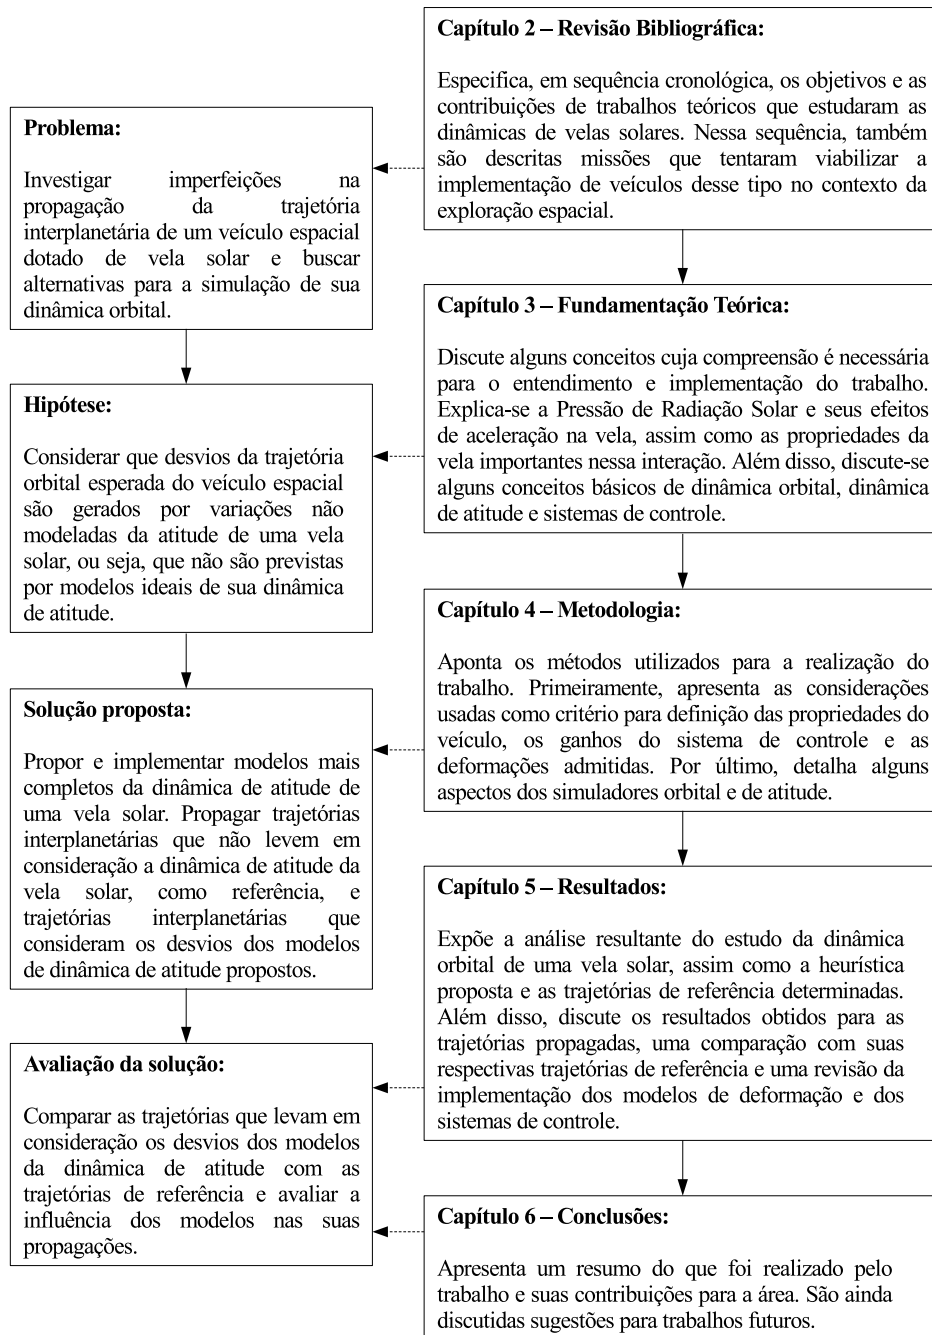 Problema:
Investigar imperfeições na
propagação da trajetória
interplanetária de um veículo espacial
dotado de vela solar e buscar
alternativas para a simulação de sua
dinâmica orbital.
Hipótese:
Considerar que desvios da trajetória
orbital esperada do veículo espacial
são gerados por variações não
modeladas da atitude de uma vela
solar, ou seja, que não são previstas
por modelos ideais de sua dinâmica
de atitude.
Solução proposta:
Propor e implementar modelos mais
completos da dinâmica de atitude de
uma vela solar. Propagar trajetórias
interplanetárias que não levem em
consideração a dinâmica de atitude da
vela solar, como referência, e
trajetórias interplanetárias que
consideram os desvios dos modelos
de dinâmica de atitude propostos.
Avaliação da solução:
Comparar as trajetórias que levam em
consideração os desvios dos modelos
da dinâmica de atitude com as
trajetórias de referência e avaliar a
influência dos modelos nas suas
propagações.
Capítulo 2 – Revisão Bibliográfica:
Especifica, em sequência cronológica, os objetivos e as
contribuições de trabalhos teóricos que estudaram as
dinâmicas de velas solares. Nessa sequência, também
são descritas missões que tentaram viabilizar a
implementação de veículos desse tipo no contexto da
exploração espacial.
Capítulo 3 – Fundamentação Teórica:
Discute alguns conceitos cuja compreensão é necessária
para o entendimento e implementação do trabalho.
Explica-se a Pressão de Radiação Solar e seus efeitos
de aceleração na vela, assim como as propriedades da
vela importantes nessa interação. Além disso, discute-se
alguns conceitos básicos de dinâmica orbital, dinâmica
de atitude e sistemas de controle.
Capítulo 4 – Metodologia:
Aponta os métodos utilizados para a realização do
trabalho. Primeiramente, apresenta as considerações
usadas como critério para definição das propriedades do
veículo, os ganhos do sistema de controle e as
deformações admitidas. Por último, detalha alguns
aspectos dos simuladores orbital e de atitude.
Capítulo 5 – Resultados:
Expõe a análise resultante do estudo da dinâmica
orbital de uma vela solar, assim como a heurística
proposta e as trajetórias de referência determinadas.
Além disso, discute os resultados obtidos para as
trajetórias propagadas, uma comparação com suas
respectivas trajetórias de referência e uma revisão da
implementação dos modelos de deformação e dos
sistemas de controle.
Capítulo 6 – Conclusões:
Apresenta um resumo do que foi realizado pelo
trabalho e suas contribuições para a área. São ainda
discutidas sugestões para trabalhos futuros.